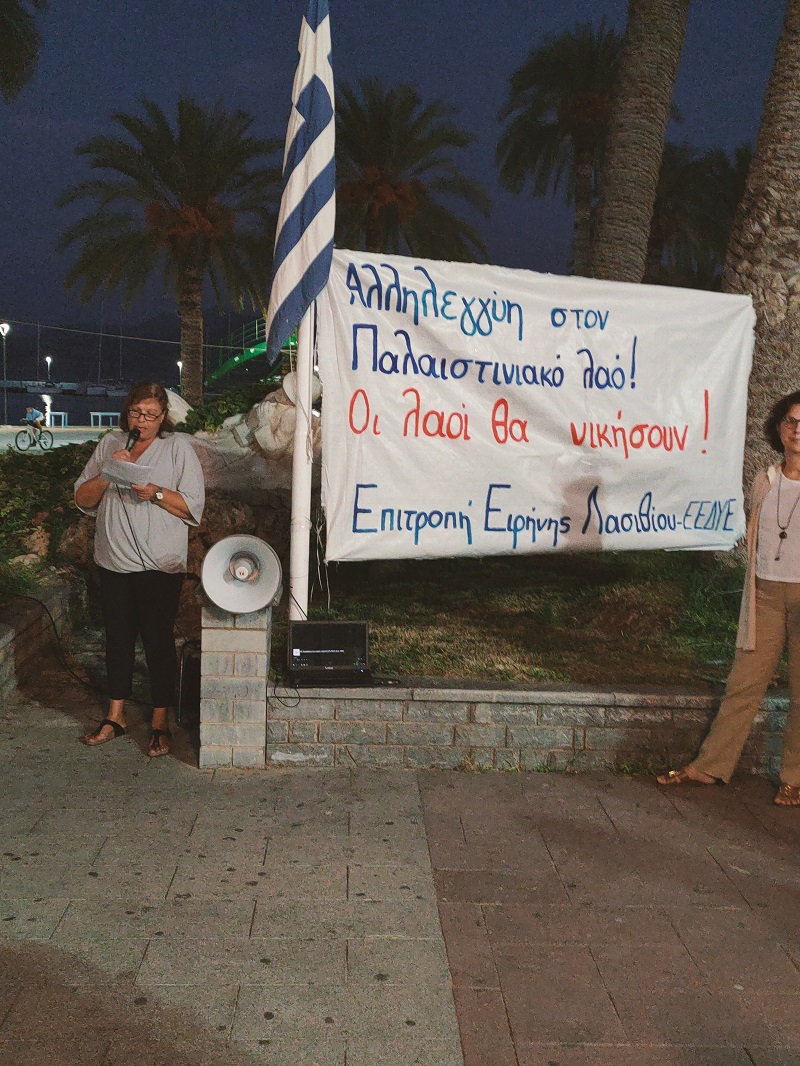 Αλληλεγγύη στον
Παλαιστινιακό λαό!
Οι λαοί θα νικήσουν!
Επιτροπή Ειρήνης Λασιθίου-ΕΕΔΥΕ